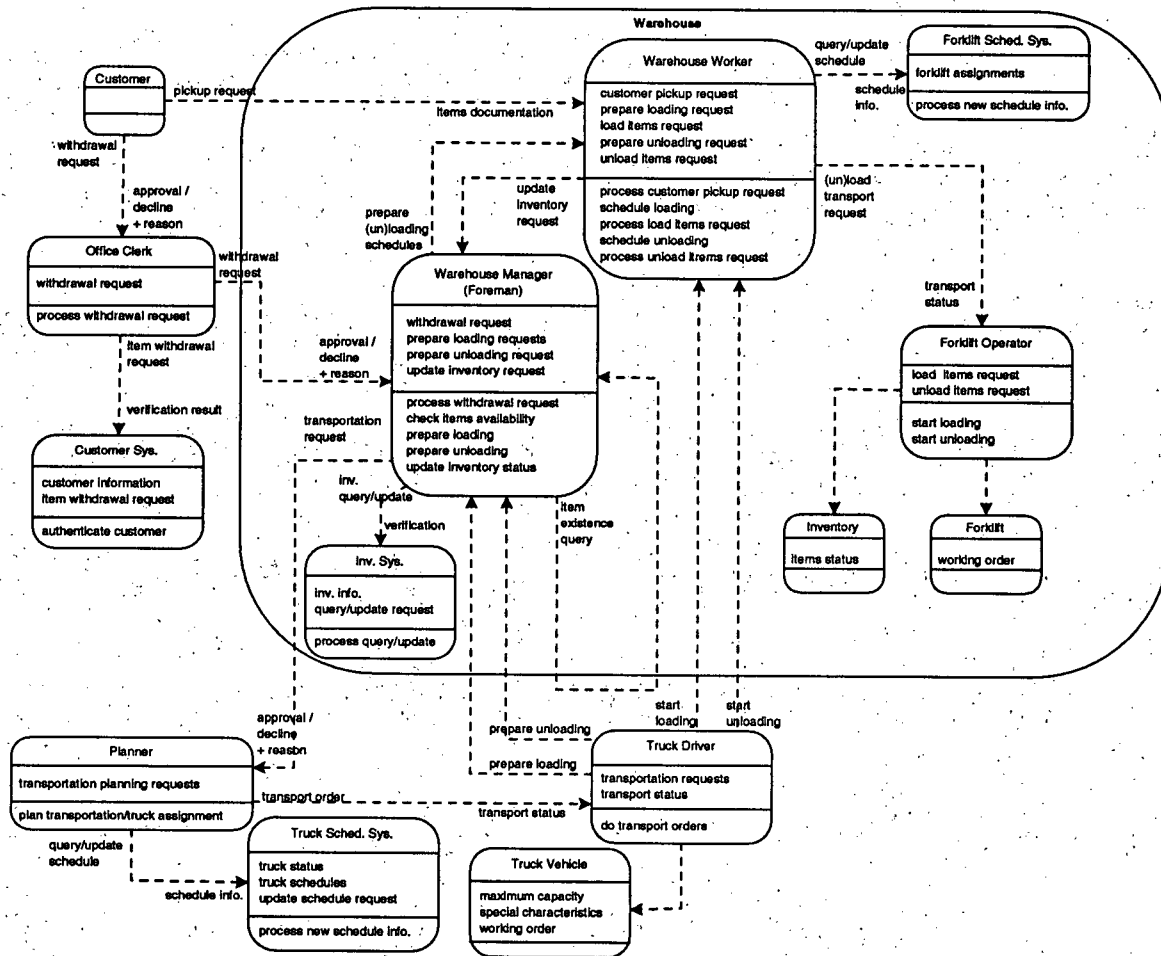 Warehouse
Customer
pickup request
Items documentation
withdrawal
request
approval /
decline
+ reason
Warehouse Worker
customer pickup request
prepare loading request
load items request
prepare unloading request
unload items request
process customer pickup request
schedule loading
process load items request
schedule unloading
process unload itrems request
query/update
schedule
schedule
info.
Forklift Sched. Sys.
forklift assignments
process new schedule info.
(un)load
transport
request
transport
status
update
inventory
request
prepare
(un)loading
schedules
Office Clerk
withdrawal request
process withdrawal request
withdrawal
request
approval /
decline
+ reason
item withdrawal
request
verification result
Customer Sys.
customer information
item withdrawal request
authenticate customer
Warehouse Manager
(Foreman)
withdrawal request
prepare loading requests
prepare unloading request
update inventory request
process withdrawal request
check items availability
prepare loading
prepare unloading
update inventory status
Forklift Operator
load items request
unload items request
start loading
start unloading
Inventory
items status
Forklift
working order
transportation
request
inv.
query/update
verification
item
existence
query
Inv. Sys.
inv. info.
query/update request
process query/update
approval /
decline
+ reason
prepare unloading
prepare loading
start
loading
start
unloading
Planner
transportation planning requests
plan transportation/truck assignment
transport order
transport status
Truck Driver
transportation requests
transport status
do transport orders
query/update
schedule
schedule info.
Truck Sched. Sys.
truck status
truck schedules
update schedule request
process new schedule info.
Truck Vehicle
maximum capacity
special characteristics
working order